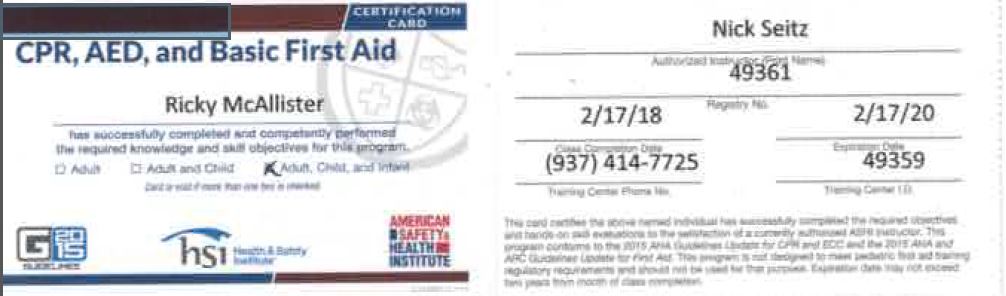 CERTIFICATION
CARD
CPR, AED, and Basic First Aid
Ricky McAllister
has successfully completed and competently performed
the required knowledge and skill objectives for this program.
☐ Adult ☐ Adult and Child ☒ Adult, Child, and Infant
Card is void if more than one box is checked.
G 2015
GUIDELINES
hsi Health & Safety
Institute
AMERICAN
SAFETY&
HEALTH
INSTITUTE
Nick Seitz
Authorized Instructor (Print Name)
49361
Registry No.
2/17/18 2/17/20
Class Completion Date Expiration Date
(937) 414-7725 49359
Training Center Phone No. Training Center I.D.
This card certifies the above named individual has successfully completed the required objectives
and hands-on skill evaluations to the satisfaction of a currently authorized ASHI Instructor. This
program conforms to the 2015 AHA Guidelines Update for CPR and ECC and the 2015 AHA and
ARC Guidelines Update for First Aid. This program is not designed to meet pediatric first aid training
regulatory requirements and should not be used for that purpose. Expiration date may not exceed
two years from month of class completion.